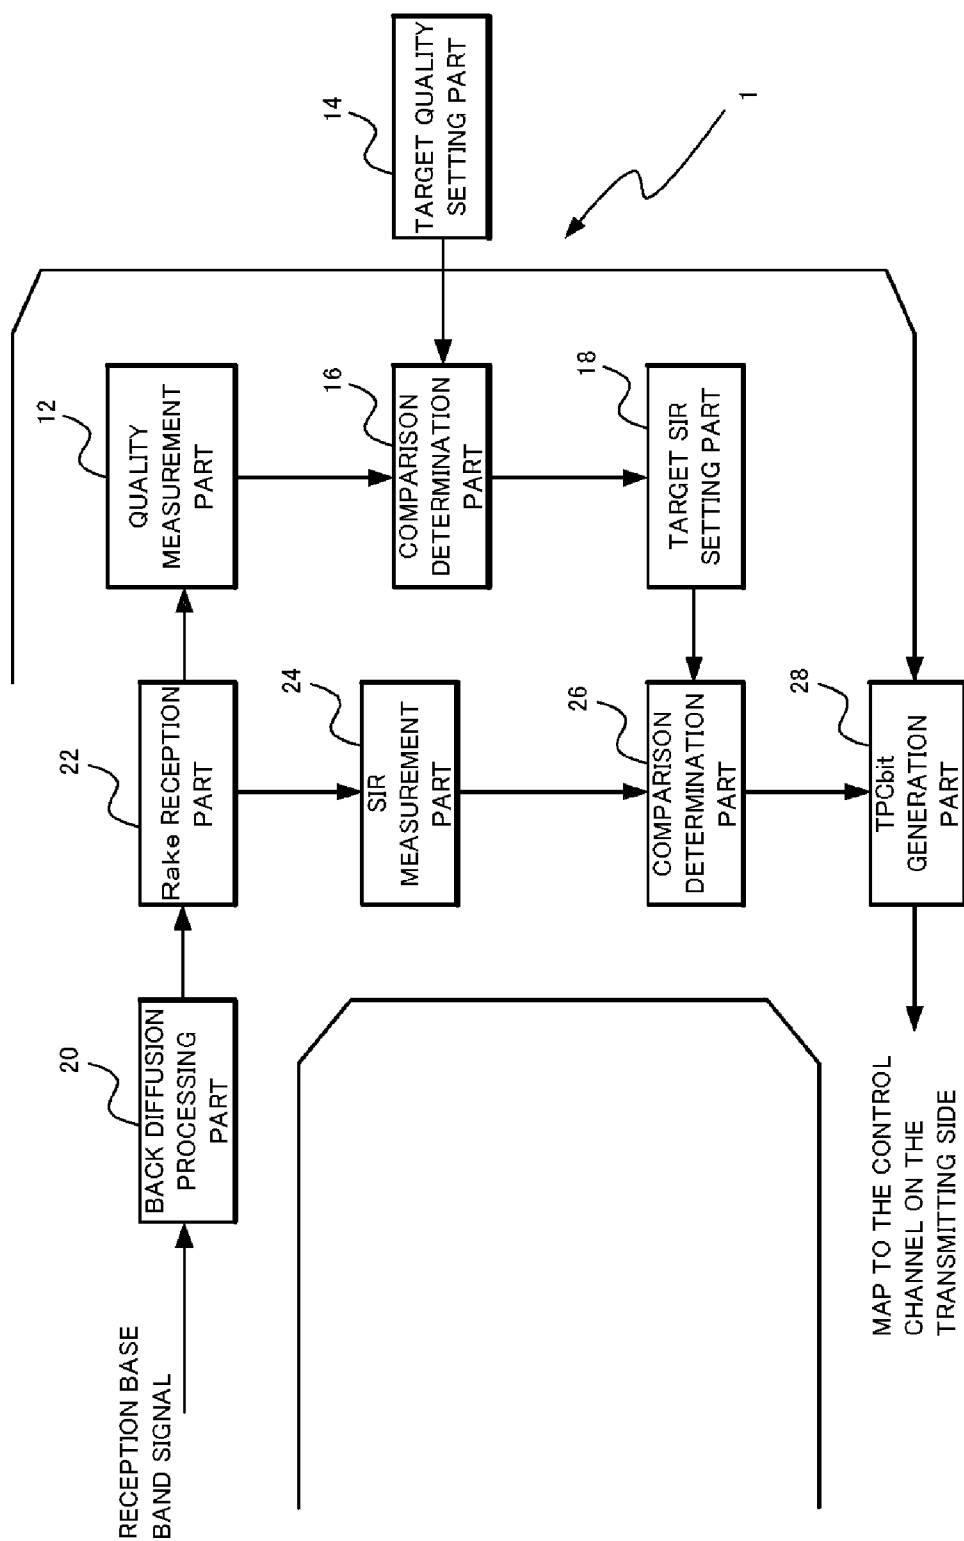 RECEPTION BASE
BAND SIGNAL
20
BACK DIFFUSION
PROCESSING
PART
22
Rake RECEPTION
PART
12
QUALITY
MEASUREMENT
PART
14
TARGET QUALITY
SETTING PART
24
SIR
MEASUREMENT
PART
16
COMPARISON
DETERMINATION
PART
1
26
COMPARISON
DETERMINATION
PART
18
TARGET SIR
SETTING PART
28
TPCbit
GENERATION
PART
MAP TO THE CONTROL
CHANNEL ON THE
TRANSMITTING SIDE